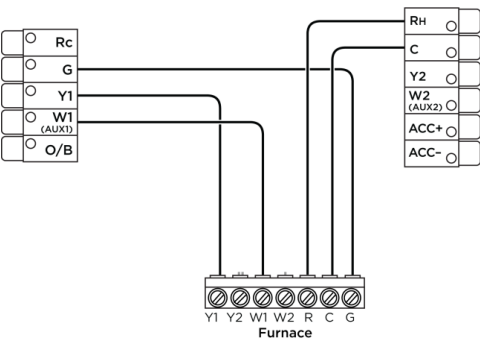 Rc
G
Y1
W1
(AUX1)
O/B
RH
C
Y2
W2
(AUX2)
ACC+
ACC–
Y1 Y2 W1 W2 R C G
Furnace